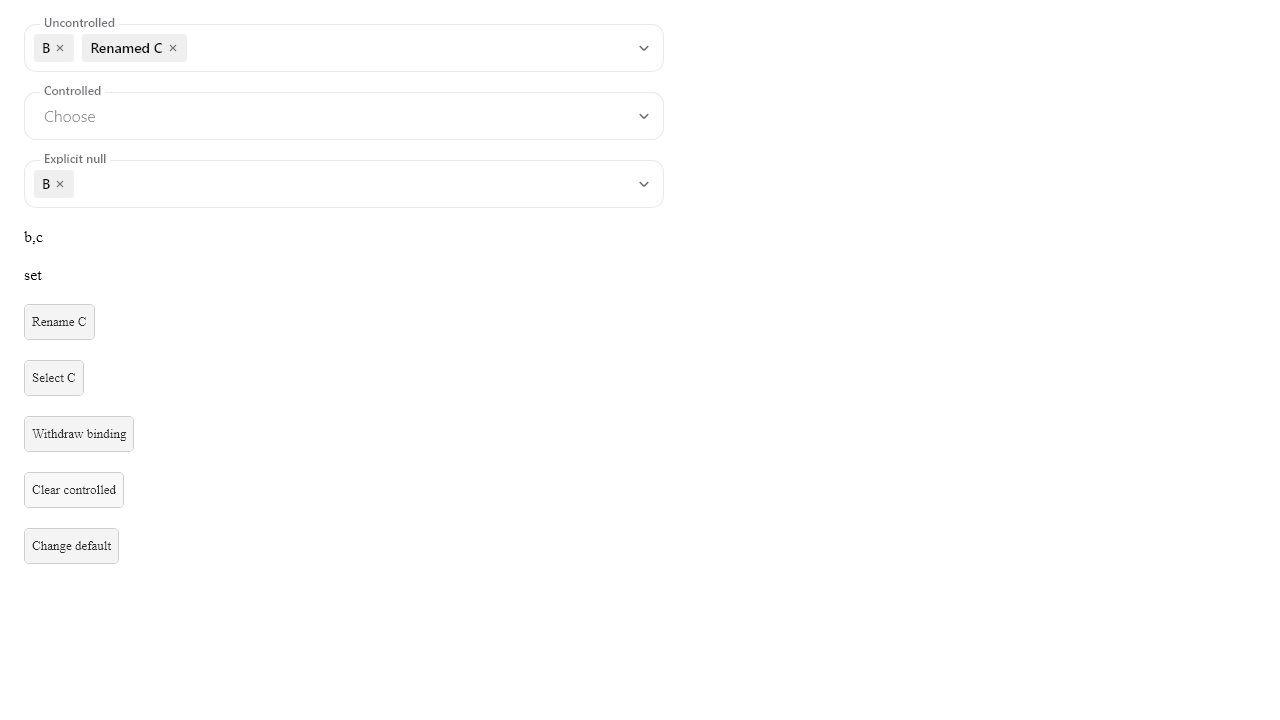 Uncontrolled
B × Renamed C ×
Controlled
Choose
Explicit null
B ×
b,c
set
Rename C
Select C
Withdraw binding
Clear controlled
Change default